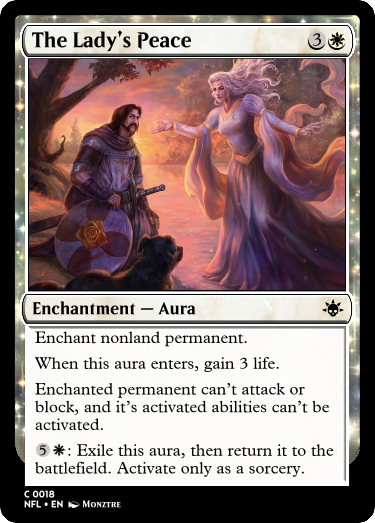 The Lady's Peace 3
Enchantment — Aura
Enchant nonland permanent.
When this aura enters, gain 3 life.
Enchanted permanent can't attack or
block, and it's activated abilities can't be
activated.
5 : Exile this aura, then return it to the
battlefield. Activate only as a sorcery.
C 0018
NFL • EN Monztre